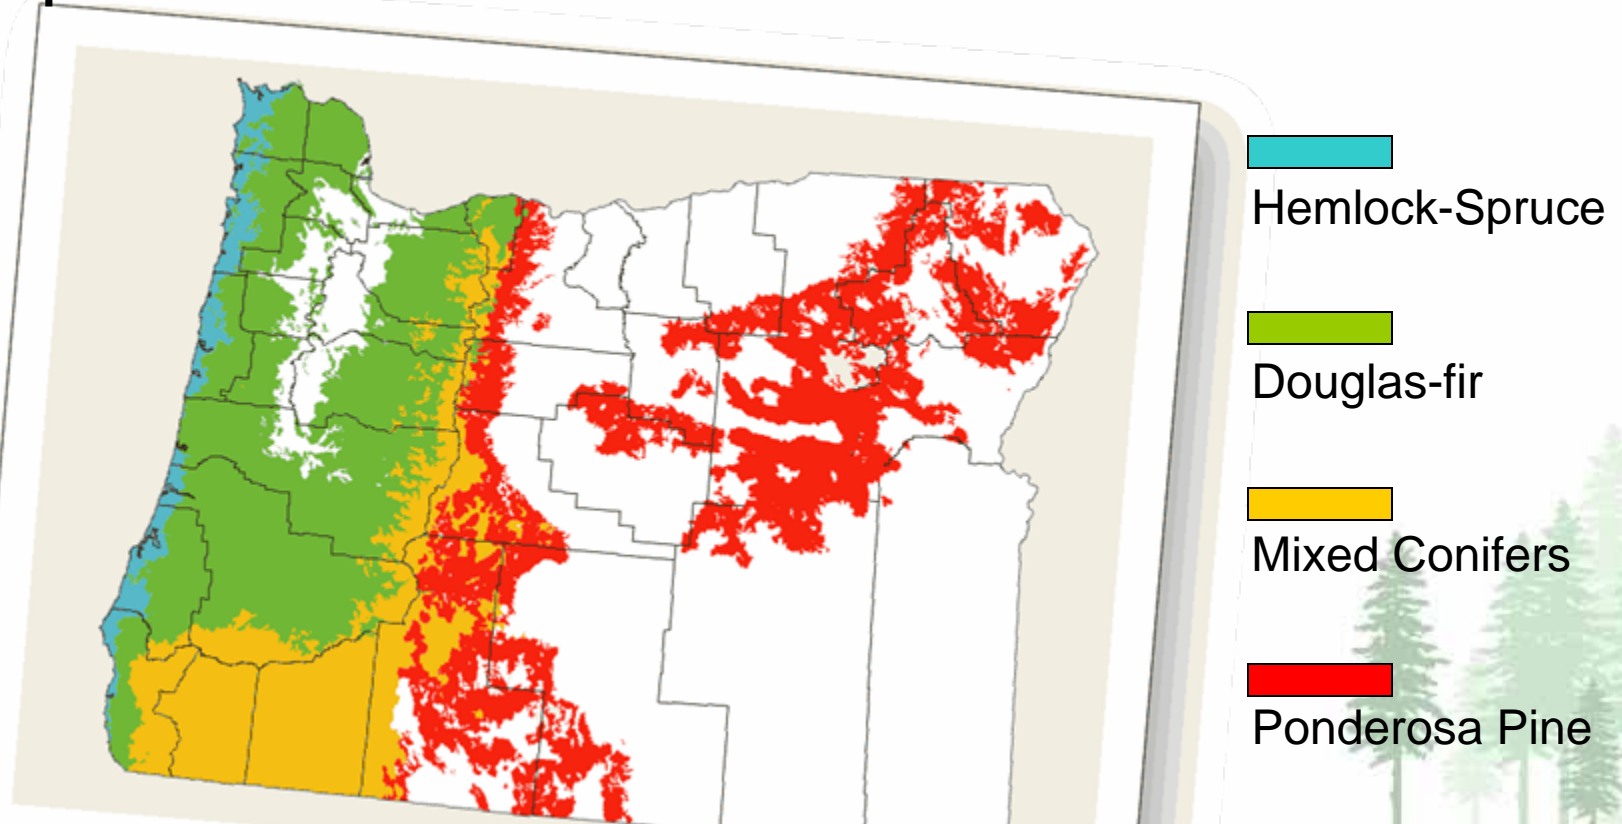 Hemlock-Spruce
Douglas-fir
Mixed Conifers
Ponderosa Pine